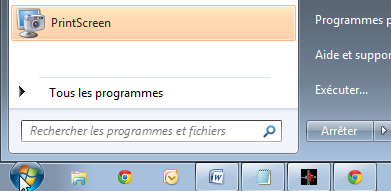 PrintScreen
Programmes p
Aide et suppor
Exécuter...
Tous les programmes
Rechercher les programmes et fichiers
Arrêter